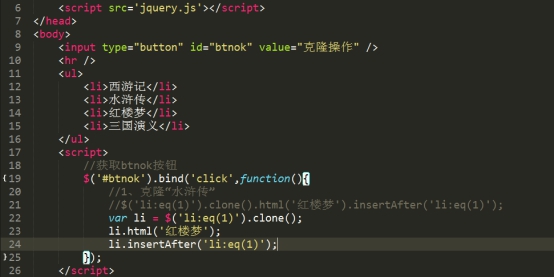 6 <script src='jquery.js'></script>
7 </head>
8 <body>
9 <input type="button" id="btnok" value="克隆操作" />
10 <hr />
11 <ul>
12 <li>西游记</li>
13 <li>水浒传</li>
14 <li>红楼梦</li>
15 <li>三国演义</li>
16 </ul>
17 <script>
18 //获取btnok按钮
19 $('#btnok').bind('click',function(){
20 //1、克隆“水浒传”
21 //$('li:eq(1)').clone().html('红楼梦').insertAfter('li:eq(1)');
22 var li = $('li:eq(1)').clone();
23 li.html('红楼梦');
24 li.insertAfter('li:eq(1)');
25 });
26 </script>